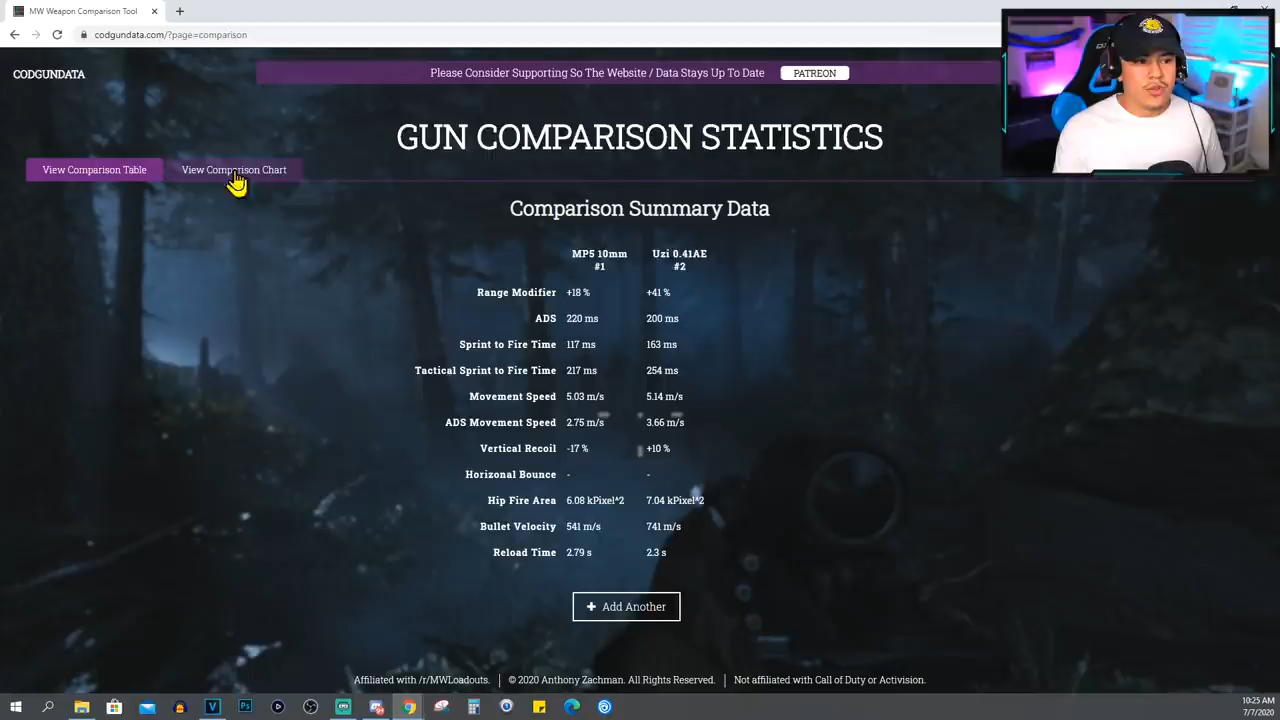 MW Weapon Comparison Tool
codgundata.com/?page=comparison
CODGUNDATA
Please Consider Supporting So The Website / Data Stays Up To Date PATREON
GUN COMPARISON STATISTICS
View Comparison Table View Comparison Chart
Comparison Summary Data
MP5 10mm Uzi 0.41AE
#1 #2
Range Modifier +18 % +41 %
ADS 220 ms 200 ms
Sprint to Fire Time 117 ms 163 ms
Tactical Sprint to Fire Time 217 ms 254 ms
Movement Speed 5.03 m/s 5.14 m/s
ADS Movement Speed 2.75 m/s 3.66 m/s
Vertical Recoil -17 % +10 %
Horizonal Bounce - -
Hip Fire Area 6.08 kPixel^2 7.04 kPixel^2
Bullet Velocity 541 m/s 741 m/s
Reload Time 2.79 s 2.3 s
+ Add Another
Affiliated with /r/MWLoadouts. | © 2020 Anthony Zachman. All Rights Reserved. | Not affiliated with Call of Duty or Activision.
10:25 AM
7/7/2020